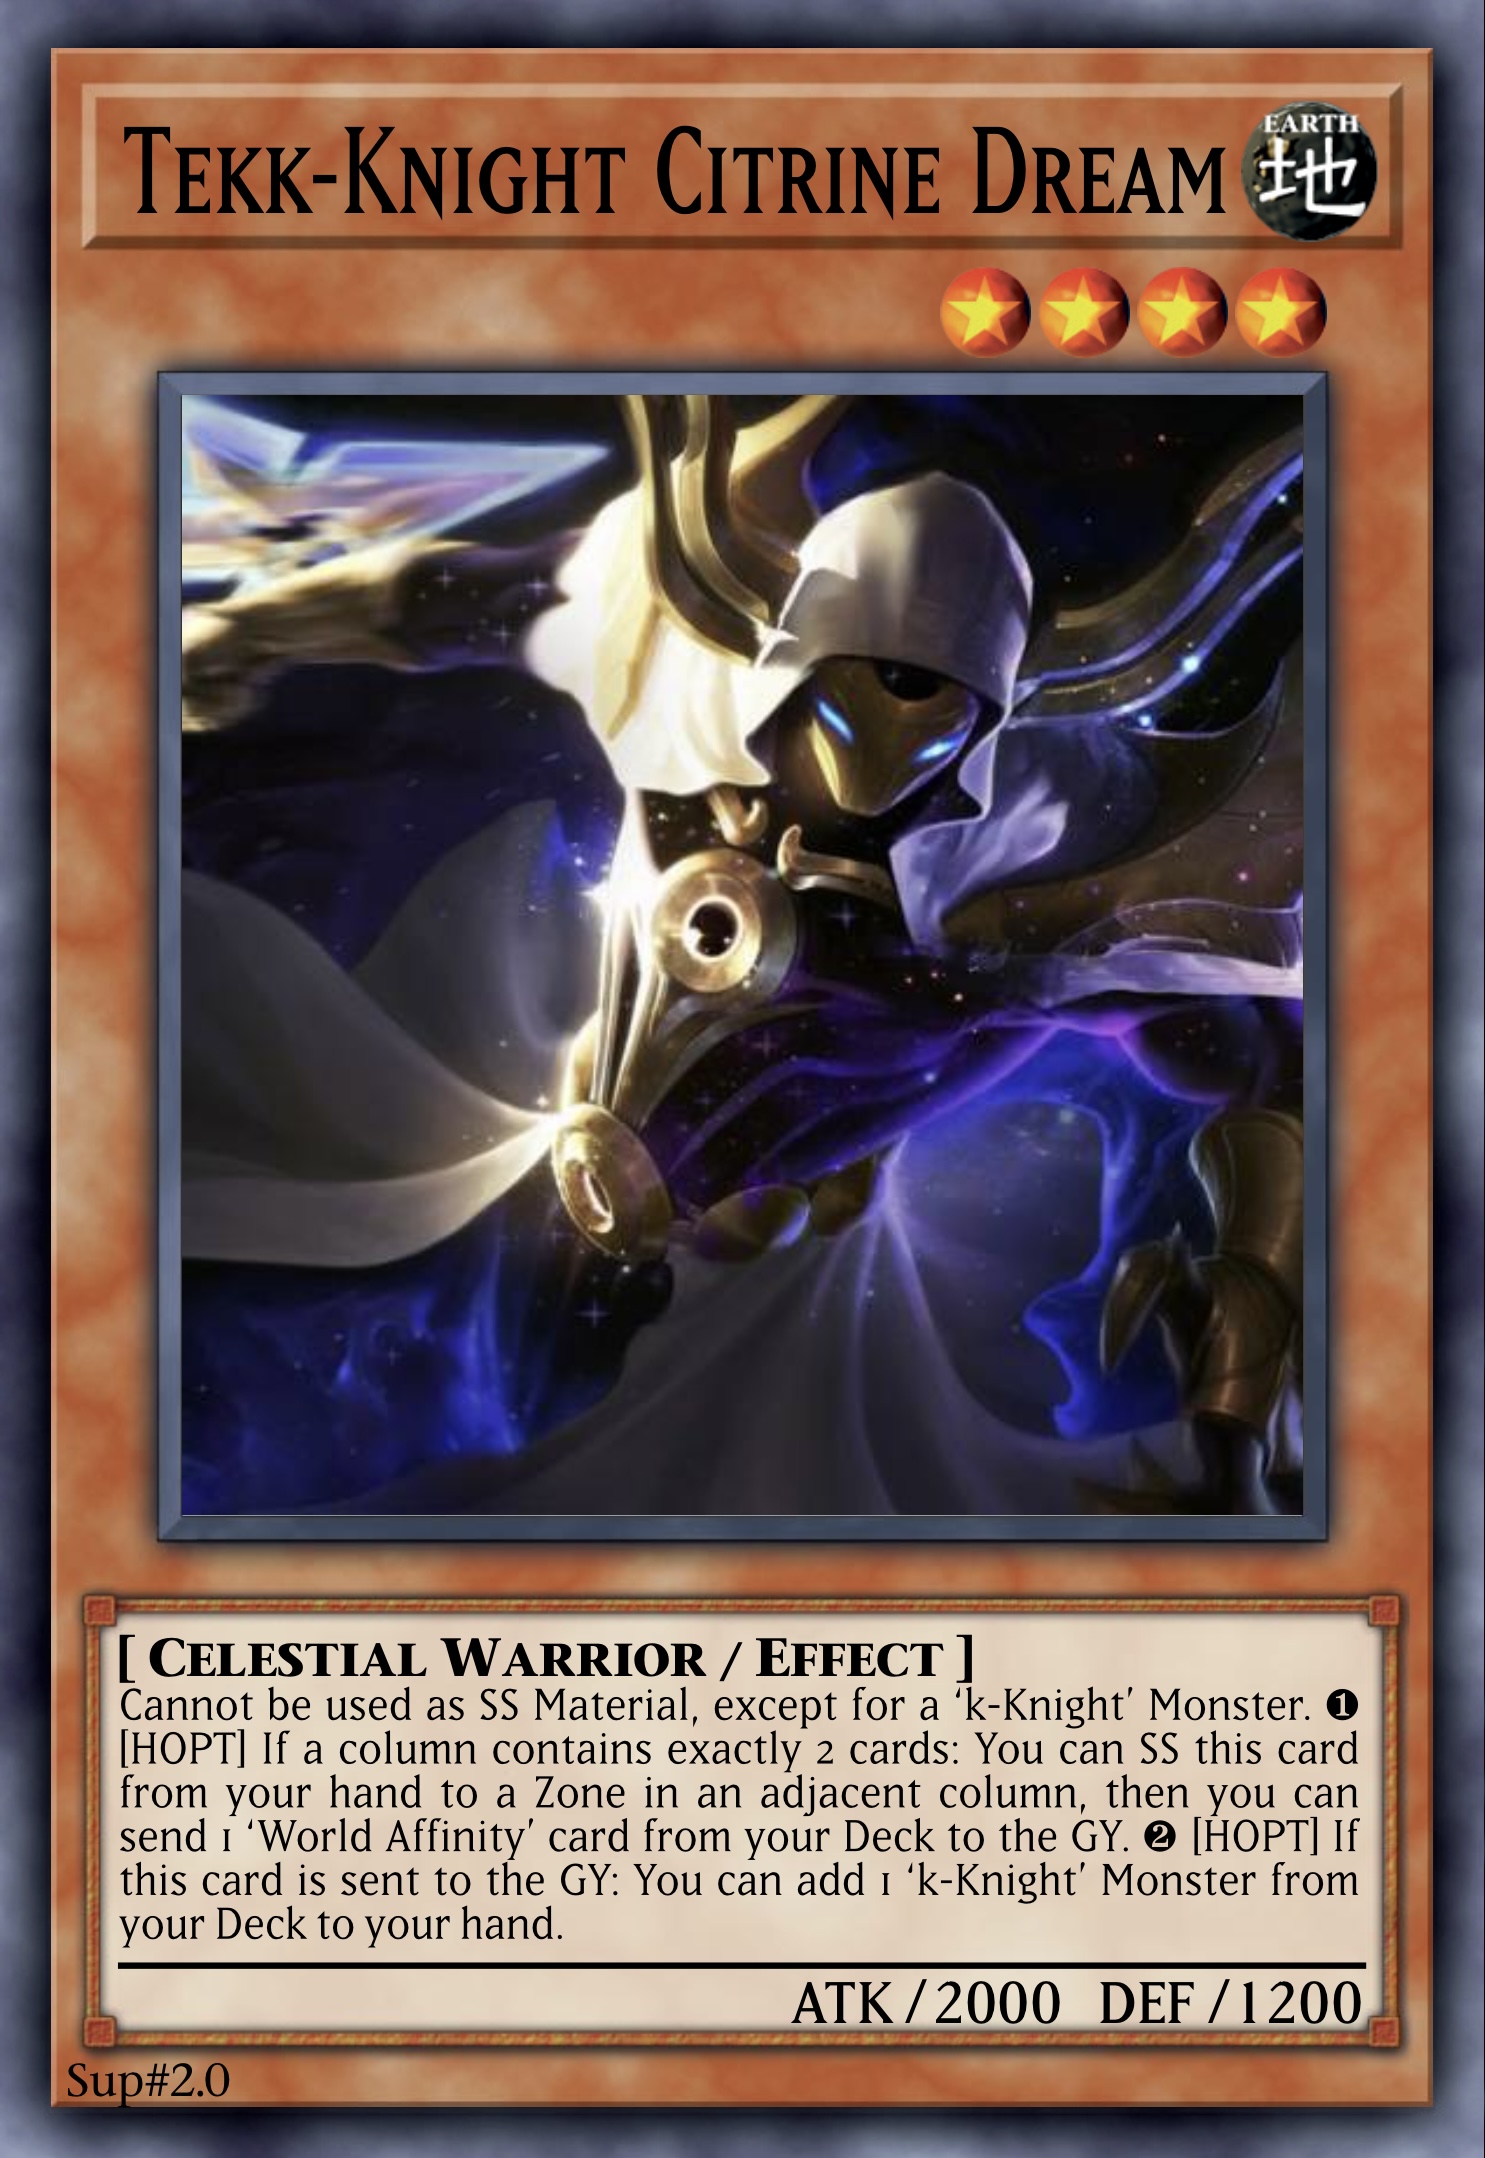 Tekk-Knight Citrine Dream
EARTH
地
[ Celestial Warrior / Effect ]
Cannot be used as SS Material, except for a ‘k-Knight’ Monster. ❶
[HOPT] If a column contains exactly 2 cards: You can SS this card
from your hand to a Zone in an adjacent column, then you can
send 1 ‘World Affinity’ card from your Deck to the GY. ❷ [HOPT] If
this card is sent to the GY: You can add 1 ‘k-Knight’ Monster from
your Deck to your hand.
ATK / 2000 DEF / 1200
Sup#2.0